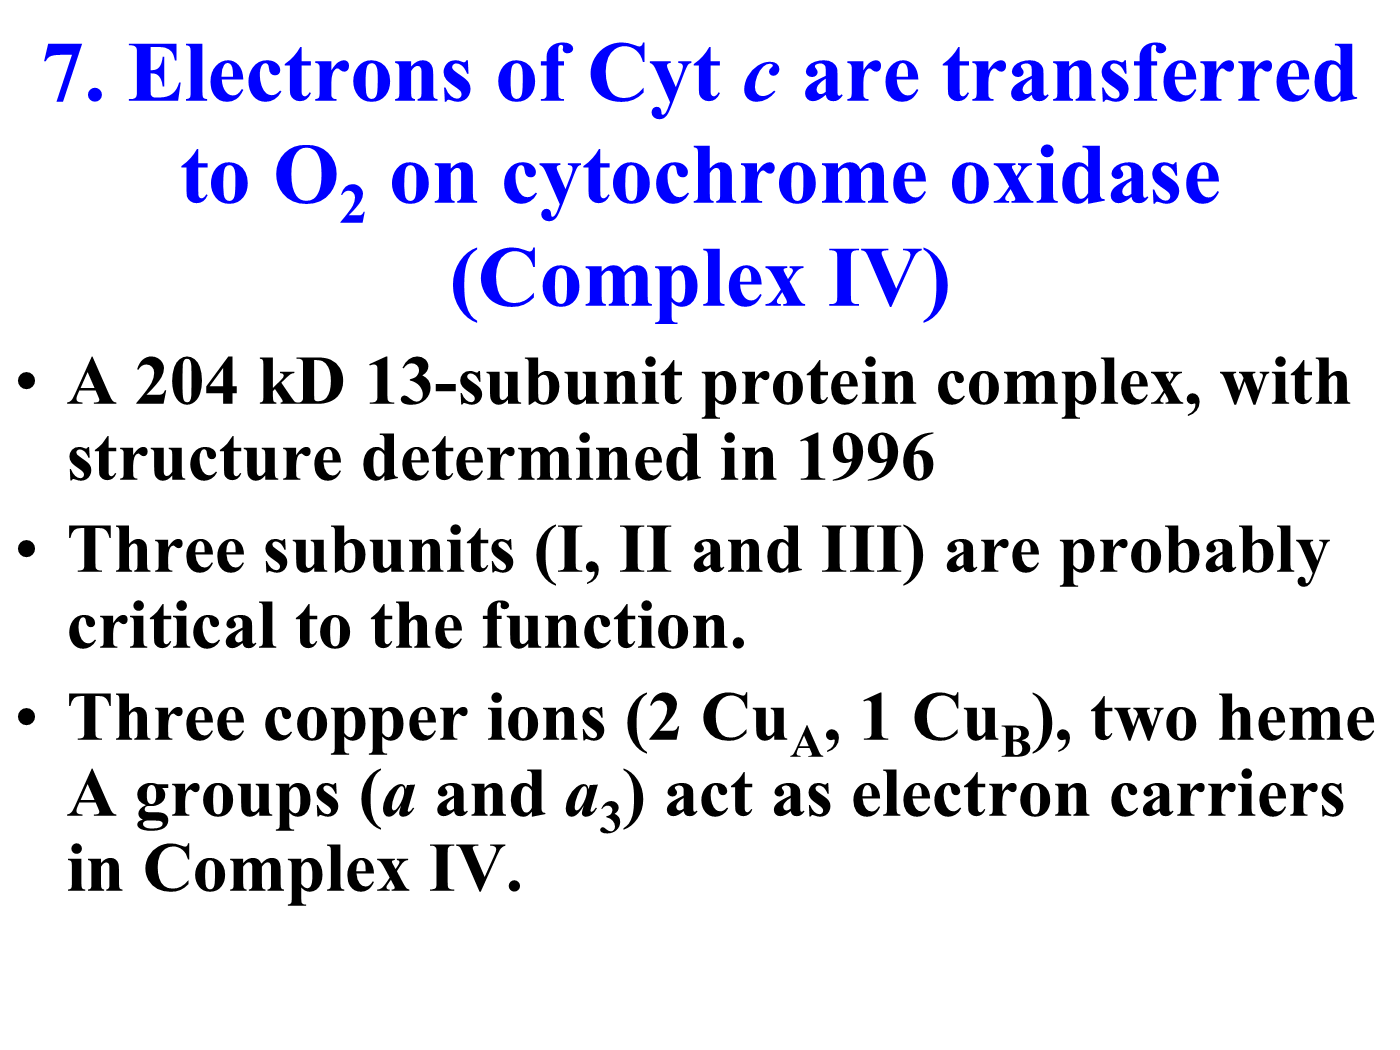 7. Electrons of Cyt c are transferred
to O₂ on cytochrome oxidase
(Complex IV)
• A 204 kD 13-subunit protein complex, with
structure determined in 1996
• Three subunits (I, II and III) are probably
critical to the function.
• Three copper ions (2 Cu_A, 1 Cu_B), two heme
A groups (a and a₃) act as electron carriers
in Complex IV.